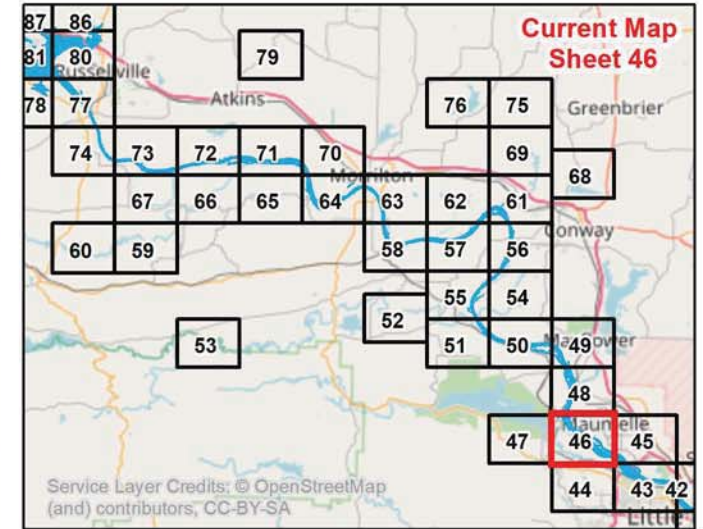 87 86
Current Map
Sheet 46
81 80 79
Russellville
78 77 Atkins 76 75 Greenbrier
74 73 72 71 70 69
Morrilton 68
67 66 65 64 63 62 61
Conway
60 59 58 57 56
55 54
52
53 51 50 49
48
Maumelle
47 46 45
Service Layer Credits: © OpenStreetMap
(and) contributors, CC-BY-SA
44 43 42
Little